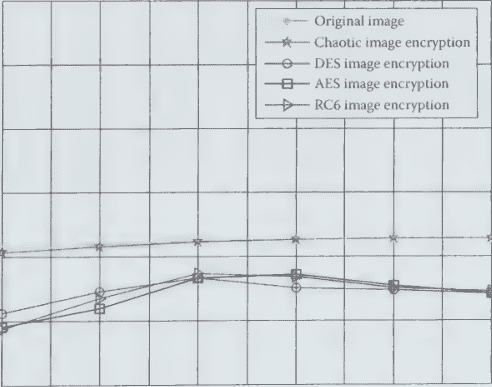 Original image
Chaotic image encryption
DES image encryption
AES image encryption
RC6 image encryption